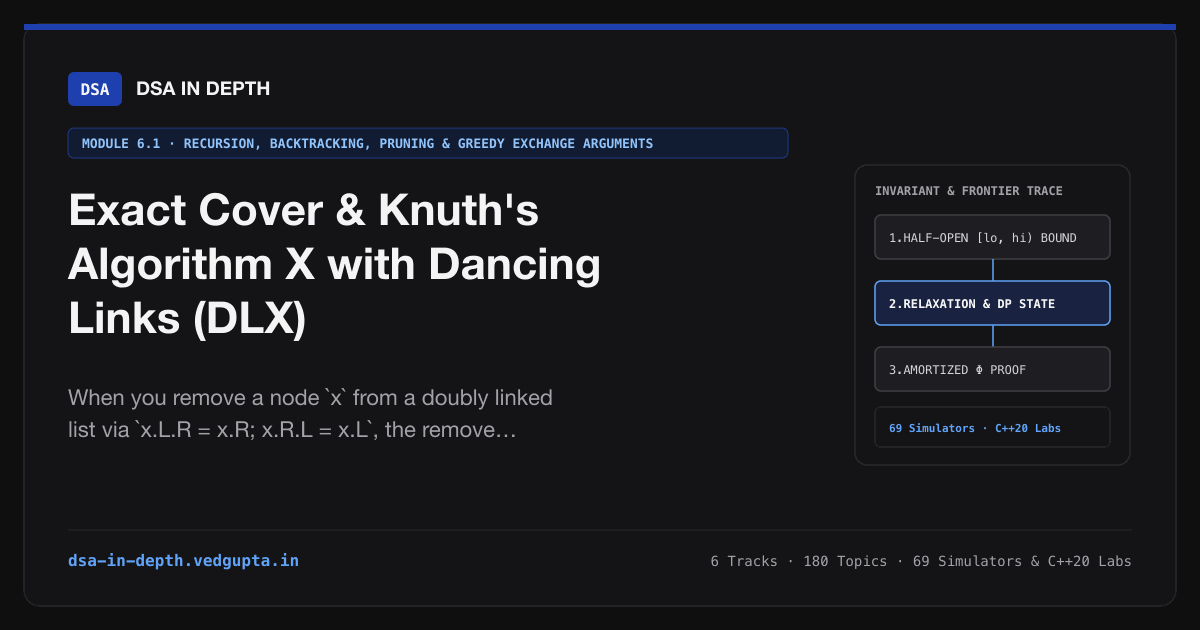 DSA
DSA IN DEPTH
MODULE 6.1 · RECURSION, BACKTRACKING, PRUNING & GREEDY EXCHANGE ARGUMENTS
Exact Cover & Knuth's
Algorithm X with Dancing
Links (DLX)
When you remove a node `x` from a doubly linked
list via `x.L.R = x.R; x.R.L = x.L`, the remove…
INVARIANT & FRONTIER TRACE
1.HALF-OPEN [lo, hi) BOUND
2.RELAXATION & DP STATE
3.AMORTIZED Φ PROOF
69 Simulators · C++20 Labs
dsa-in-depth.vedgupta.in
6 Tracks · 180 Topics · 69 Simulators & C++20 Labs